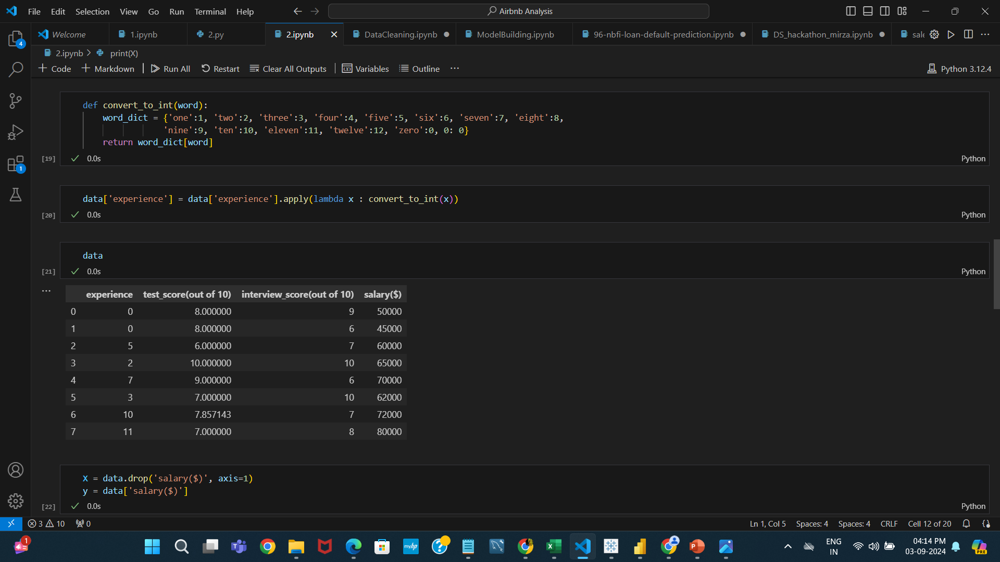 File Edit Selection View Go Run Terminal Help Airbnb Analysis
4 Welcome 1.ipynb 2.py 2.ipynb DataCleaning.ipynb ModelBuilding.ipynb 96-nbfi-loan-default-prediction.ipynb DS_hackathon_mirza.ipynb sale
2.ipynb > print(X)
+ Code + Markdown | Run All Restart Clear All Outputs | Variables Outline ... Python 3.12.4
def convert_to_int(word):
word_dict = {'one':1, 'two':2, 'three':3, 'four':4, 'five':5, 'six':6, 'seven':7, 'eight':8,
'nine':9, 'ten':10, 'eleven':11, 'twelve':12, 'zero':0, 0: 0}
return word_dict[word]
[19] 0.0s Python
1
data['experience'] = data['experience'].apply(lambda x : convert_to_int(x))
[20] 0.0s Python
data
[21] 0.0s Python
experience test_score(out of 10) interview_score(out of 10) salary($)
0 0 8.000000 9 50000
1 0 8.000000 6 45000
2 5 6.000000 7 60000
3 2 10.000000 10 65000
4 7 9.000000 6 70000
5 3 7.000000 10 62000
6 10 7.857143 7 72000
7 11 7.000000 8 80000
X = data.drop('salary($)', axis=1)
y = data['salary($)']
[22] 0.0s Python
3 10 0 Ln 1, Col 5 Spaces: 4 Spaces: 4 CRLF Cell 12 of 20
1 myhp ENG 04:14 PM
IN 03-09-2024 PRE